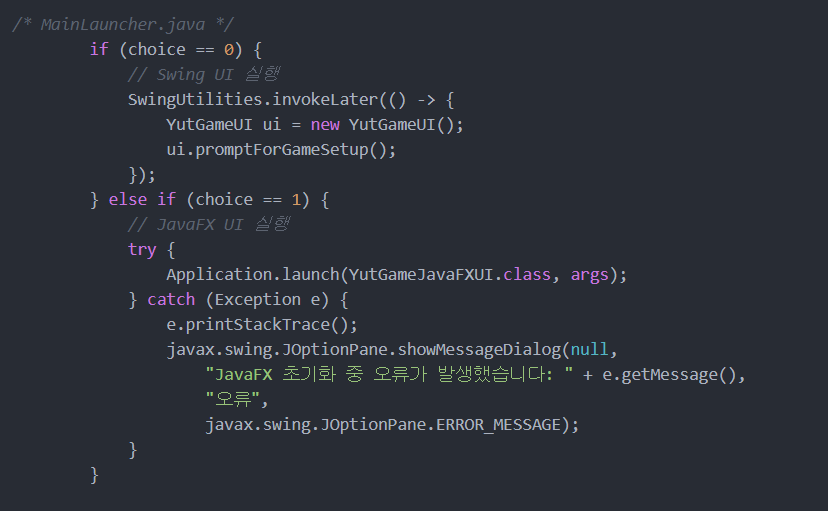 /* MainLauncher.java */
        if (choice == 0) {
            // Swing UI 실행
            SwingUtilities.invokeLater(() -> {
                YutGameUI ui = new YutGameUI();
                ui.promptForGameSetup();
            });
        } else if (choice == 1) {
            // JavaFX UI 실행
            try {
                Application.launch(YutGameJavaFXUI.class, args);
            } catch (Exception e) {
                e.printStackTrace();
                javax.swing.JOptionPane.showMessageDialog(null,
                    "JavaFX 초기화 중 오류가 발생했습니다: " + e.getMessage(),
                    "오류",
                    javax.swing.JOptionPane.ERROR_MESSAGE);
            }
        }